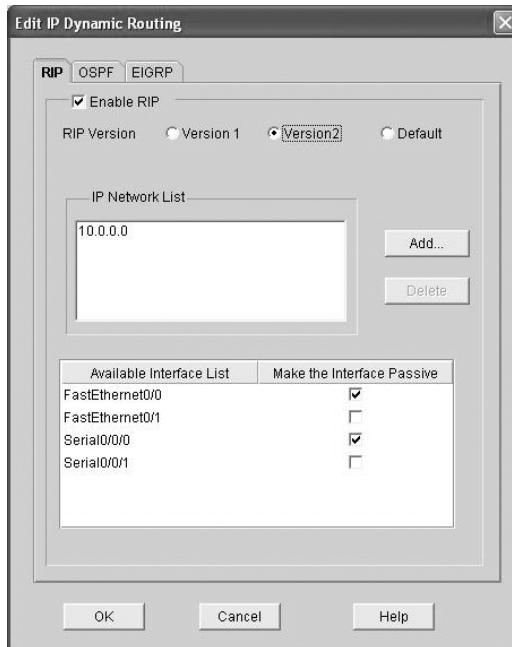 Edit IP Dynamic Routing
RIP OSPF EIGRP
Enable RIP
RIP Version Version 1 Version2 Default
IP Network List
10.0.0.0
Add...
Delete
Available Interface List Make the Interface Passive
FastEthernet0/0
FastEthernet0/1
Serial0/0/0
Serial0/0/1
OK Cancel Help